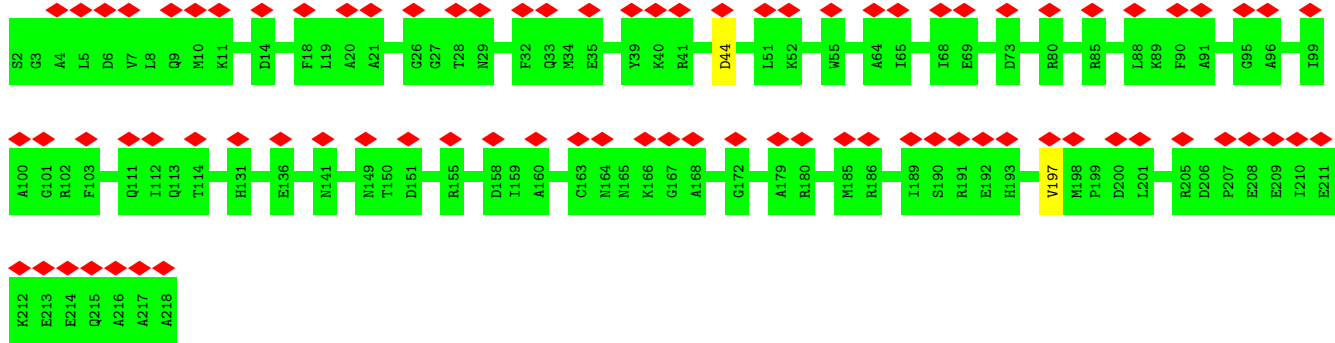 S2 G3 A4 L5 D6 V7 L8 Q9 M10 K11 D14 F18 L19 A20 A21 G26 G27 T28 N29 F32 Q33 M34 E35 Y39 K40 R41 D44 L51 K52 W55 A64 I65 I68 E69 D73 R80 R85 L88 K89 F90 A91 G95 A96 I99
A100 G101 R102 F103 Q111 I112 Q113 T114 H131 E136 N141 N149 T150 D151 R155 D158 I159 A160 C163 N164 N165 K166 G167 A168 G172 A179 R180 M185 R186 I189 S190 R191 E192 H193 V197 M198 P199 D200 L201 R205 D206 P207 E208 E209 I210 E211
K212 E213 E214 Q215 A216 A217 A218